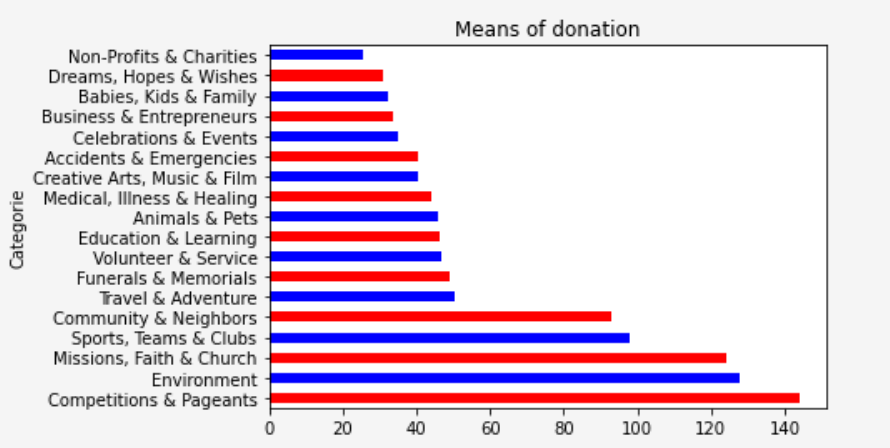 Means of donation
Non-Profits & Charities
Dreams, Hopes & Wishes
Babies, Kids & Family
Business & Entrepreneurs
Celebrations & Events
Accidents & Emergencies
Creative Arts, Music & Film
Medical, Illness & Healing
Animals & Pets
Education & Learning
Volunteer & Service
Funerals & Memorials
Travel & Adventure
Community & Neighbors
Sports, Teams & Clubs
Missions, Faith & Church
Environment
Competitions & Pageants
Categorie
0 20 40 60 80 100 120 140